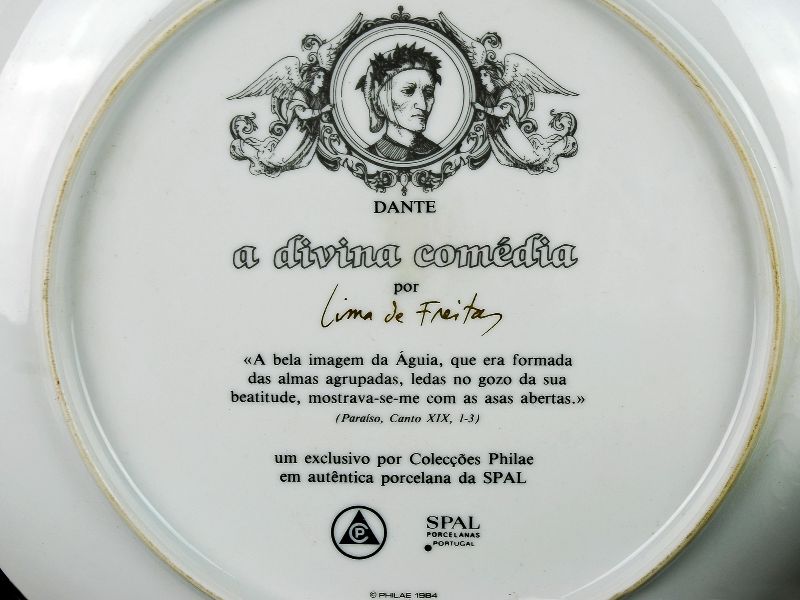 DANTE
a divina comédia
por
Lima de Freitas
«A bela imagem da Águia, que era formada
das almas agrupadas, ledas no gozo da sua
beatitude, mostrava-se-me com as asas abertas.»
(Paraíso, Canto XIX, 1-3)
um exclusivo por Colecções Philae
em autêntica porcelana da SPAL
CP
SPAL
PORCELANAS
PORTUGAL
© PHILAE 1984